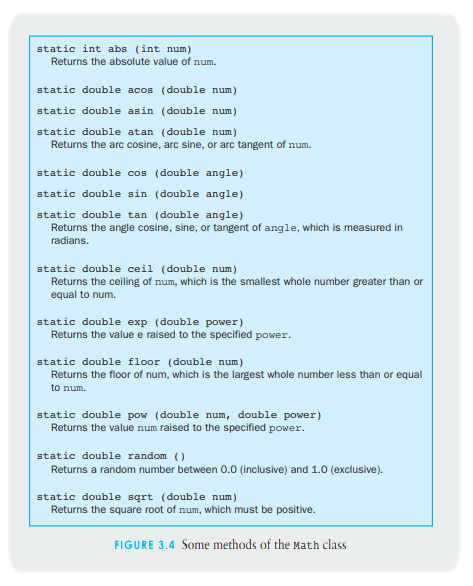 static int abs (int num)
Returns the absolute value of num.
static double acos (double num)
static double asin (double num)
static double atan (double num)
Returns the arc cosine, arc sine, or arc tangent of num.
static double cos (double angle)
static double sin (double angle)
static double tan (double angle)
Returns the angle cosine, sine, or tangent of angle, which is measured in
radians.
static double ceil (double num)
Returns the ceiling of num, which is the smallest whole number greater than or
equal to num.
static double exp (double power)
Returns the value e raised to the specified power.
static double floor (double num)
Returns the floor of num, which is the largest whole number less than or equal
to num.
static double pow (double num, double power)
Returns the value num raised to the specified power.
static double random ()
Returns a random number between 0.0 (inclusive) and 1.0 (exclusive).
static double sqrt (double num)
Returns the square root of num, which must be positive.
FIGURE 3.4 Some methods of the Math class